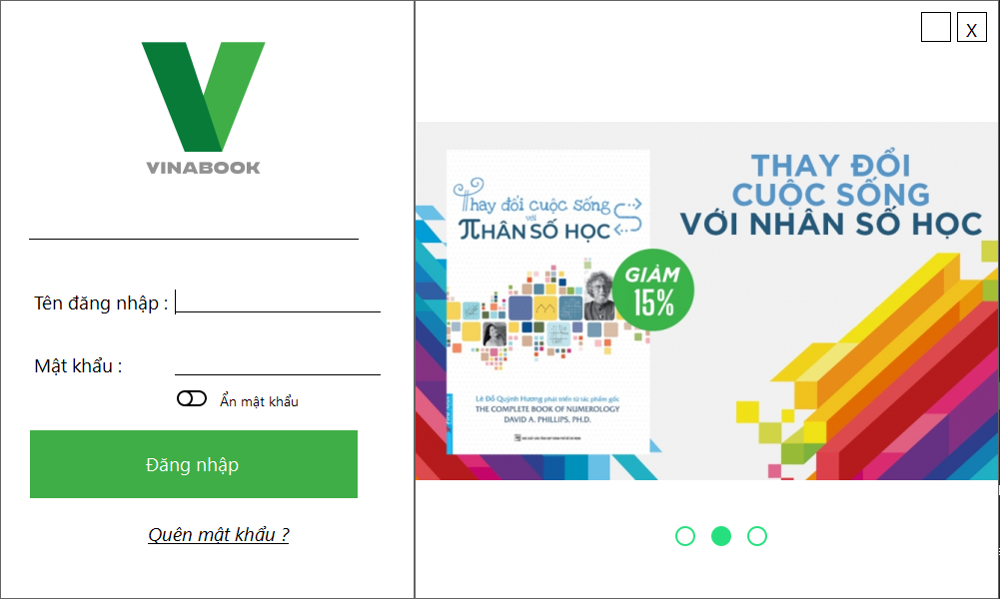 VINABOOK
Tên đăng nhập :
Mật khẩu :
Ẩn mật khẩu
Đăng nhập
Quên mật khẩu ?
X
Thay đổi cuộc sống
với
NHÂN SỐ HỌC
GIẢM
15%
Lê Đỗ Quỳnh Hương phát triển từ tác phẩm gốc
THE COMPLETE BOOK OF NUMEROLOGY
DAVID A. PHILLIPS, PH.D.
THAY ĐỔI
CUỘC SỐNG
VỚI NHÂN SỐ HỌC